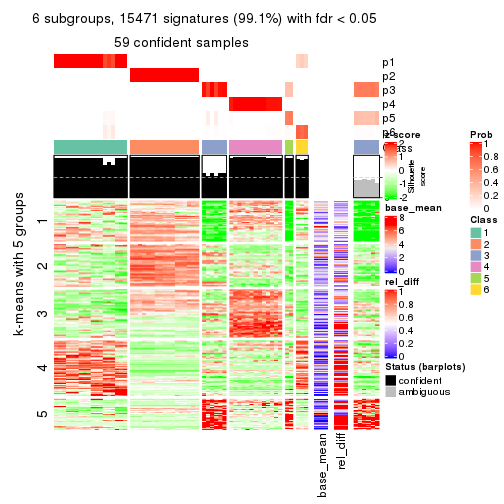 6 subgroups, 15471 signatures (99.1%) with fdr < 0.05
59 confident samples
p1
p2
p3
p4
p5
p6
z-score
Class
2
1
0
-1
-2
Silhouette
score
base_mean
8
6
4
2
0
rel_diff
1
0.8
0.6
0.4
0.2
0
Status (barplots)
confident
ambiguous
Prob
1
0.8
0.6
0.4
0.2
0
Class
1
2
3
4
5
6
k-means with 5 groups
1
2
3
4
5
base_mean
rel_diff